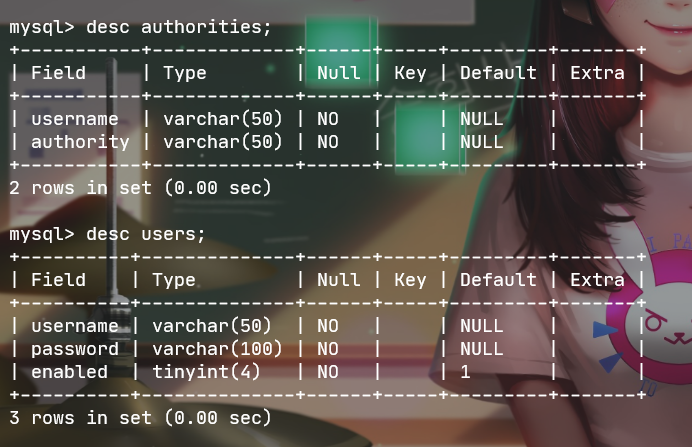 mysql> desc authorities;
+-----------+-------------+------+-----+---------+-------+
| Field     | Type        | Null | Key | Default | Extra |
+-----------+-------------+------+-----+---------+-------+
| username  | varchar(50) | NO   |     | NULL    |       |
| authority | varchar(50) | NO   |     | NULL    |       |
+-----------+-------------+------+-----+---------+-------+
2 rows in set (0.00 sec)
mysql> desc users;
+----------+--------------+------+-----+---------+-------+
| Field    | Type         | Null | Key | Default | Extra |
+----------+--------------+------+-----+---------+-------+
| username | varchar(50)  | NO   |     | NULL    |       |
| password | varchar(100) | NO   |     | NULL    |       |
| enabled  | tinyint(4)   | NO   |     | 1       |       |
+----------+--------------+------+-----+---------+-------+
3 rows in set (0.00 sec)